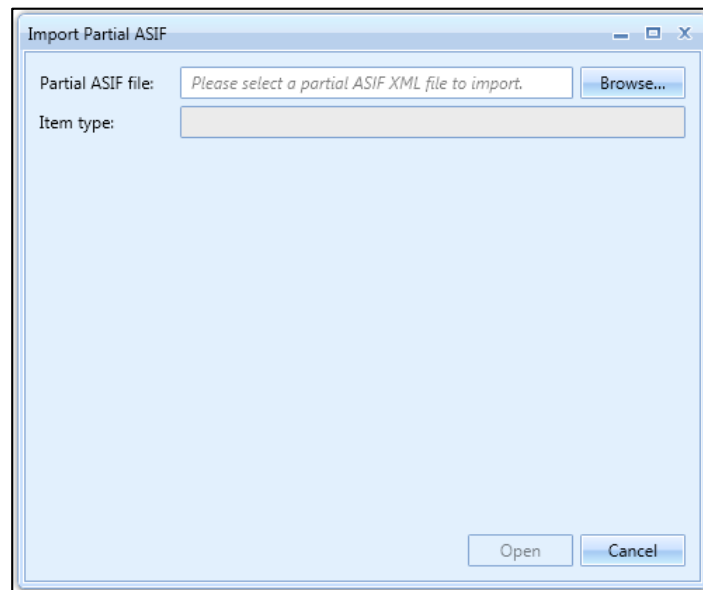 Import Partial ASIF
Partial ASIF file: Please select a partial ASIF XML file to import. Browse...
Item type:
Open Cancel